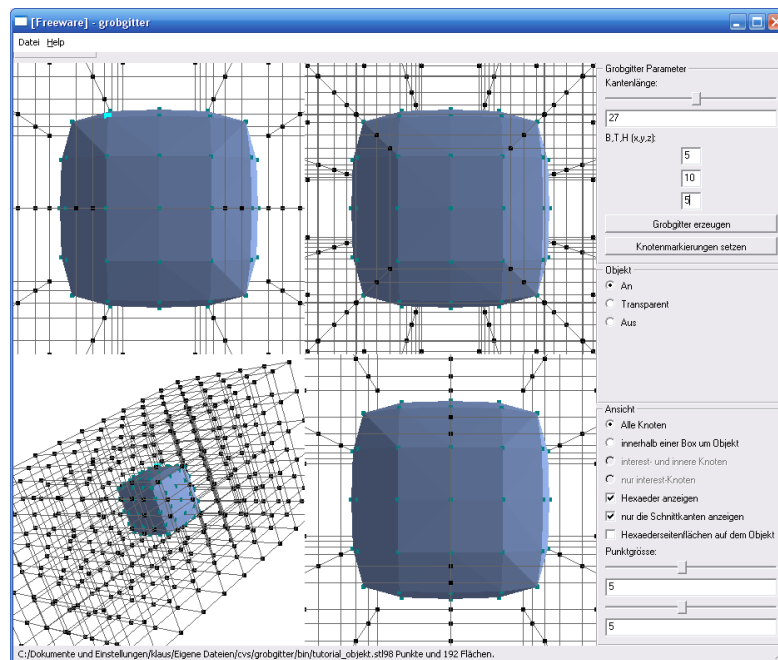 [Freeware] - grobgitter
Datei Help
Grobgitter Parameter
Kantenlänge:
27
B,T,H (x,y,z):
5
10
5
Grobgitter erzeugen
Knotenmarkierungen setzen
Objekt
An
Transparent
Aus
Ansicht
Alle Knoten
innerhalb einer Box um Objekt
interest- und innere Knoten
nur interest-Knoten
Hexaeder anzeigen
nur die Schnittkanten anzeigen
Hexaederseitenflächen auf dem Objekt
Punktgrösse:
5
5
C:/Dokumente und Einstellungen/klaus/Eigene Dateien/cvs/grobgitter/bin/tutorial_objekt.stl98 Punkte und 192 Flächen.